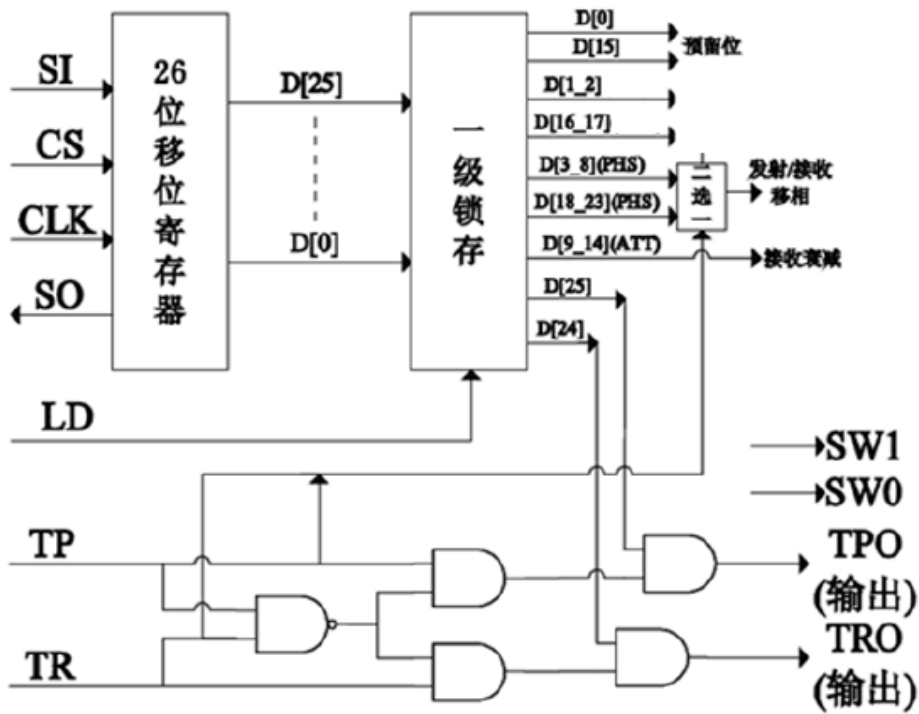 SI
CS
CLK
SO
26位移位寄存器
D[25]
D[0]
一级锁存
D[0]
D[15]
预留位
D[1_2]
D[16_17]
D[3_8](PHS)
D[18_23](PHS)
二选一
发射/接收
移相
D[9_14](ATT)
接收衰减
D[25]
D[24]
LD
SW1
SW0
TP
TPO
(输出)
TR
TRO
(输出)